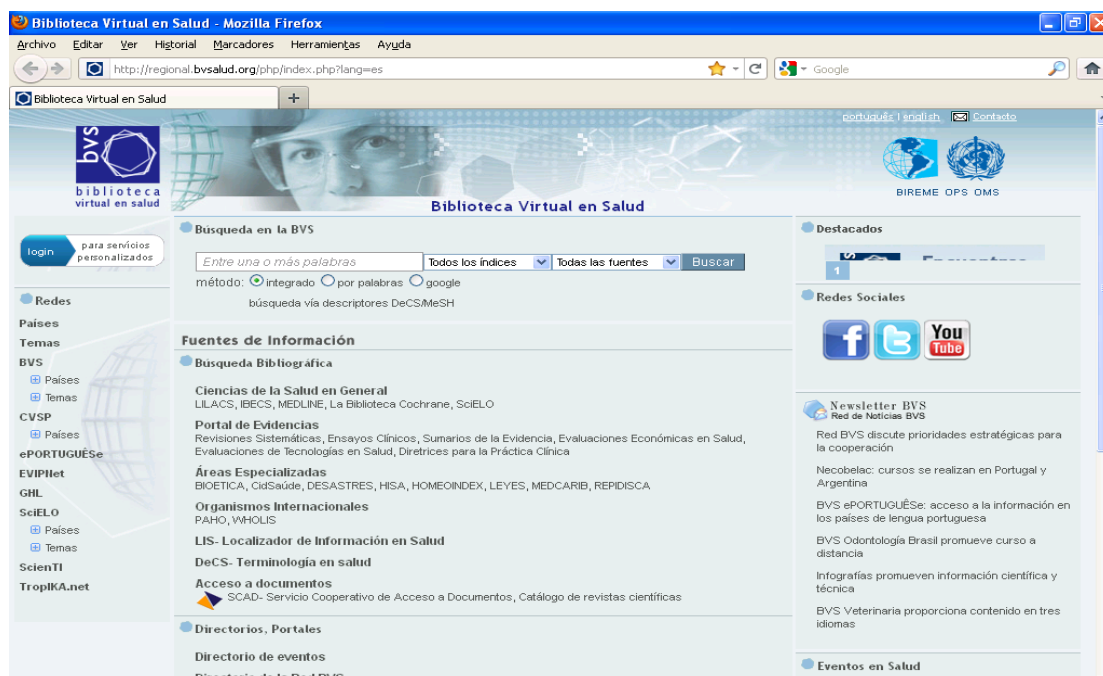 Biblioteca Virtual en Salud - Mozilla Firefox
Archivo Editar Ver Historial Marcadores Herramientas Ayuda
http://regional.bvsalud.org/php/index.php?lang=es
Google
Biblioteca Virtual en Salud
português | english Contacto
bvs
biblioteca
virtual en salud
Biblioteca Virtual en Salud
BIREME OPS OMS
login
para servícios
personalizados
Redes
Países
Temas
BVS
Países
Temas
CVSP
Países
ePORTUGUÊSe
EVIPNet
GHL
SciELO
Países
Temas
ScienTI
TropIKA.net
Búsqueda en la BVS
Entre una o más palabras Todos los índices Todas las fuentes Buscar
método: integrado por palabras google
búsqueda vía descriptores DeCS/MeSH
Fuentes de Información
Búsqueda Bibliográfica
Ciencias de la Salud en General
LILACS, IBECS, MEDLINE, La Biblioteca Cochrane, SciELO
Portal de Evidencias
Revisiones Sistemáticas, Ensayos Clínicos, Sumarios de la Evidencia, Evaluaciones Económicas en Salud,
Evaluaciones de Tecnologías en Salud, Diretrices para la Práctica Clínica
Áreas Especializadas
BIOETICA, CidSaúde, DESASTRES, HISA, HOMEOINDEX, LEYES, MEDCARIB, REPIDISCA
Organismos Internacionales
PAHO, WHOLIS
LIS- Localizador de Información en Salud
DeCS- Terminología en salud
Acceso a documentos
SCAD- Servicio Cooperativo de Acceso a Documentos, Catálogo de revistas científicas
Directorios, Portales
Directorio de eventos
Directorio de la Red BVS
Destacados
1
Redes Sociales
f
t
You
Tube
Newsletter BVS
Red de Noticias BVS
Red BVS discute prioridades estratégicas para
la cooperación
Necobelac: cursos se realizan en Portugal y
Argentina
BVS ePORTUGUÊSe: acceso a la información en
los países de lengua portuguesa
BVS Odontología Brasil promueve curso a
distancia
Infografías promueven información científica y
técnica
BVS Veterinaria proporciona contenido en tres
idiomas
Eventos en Salud